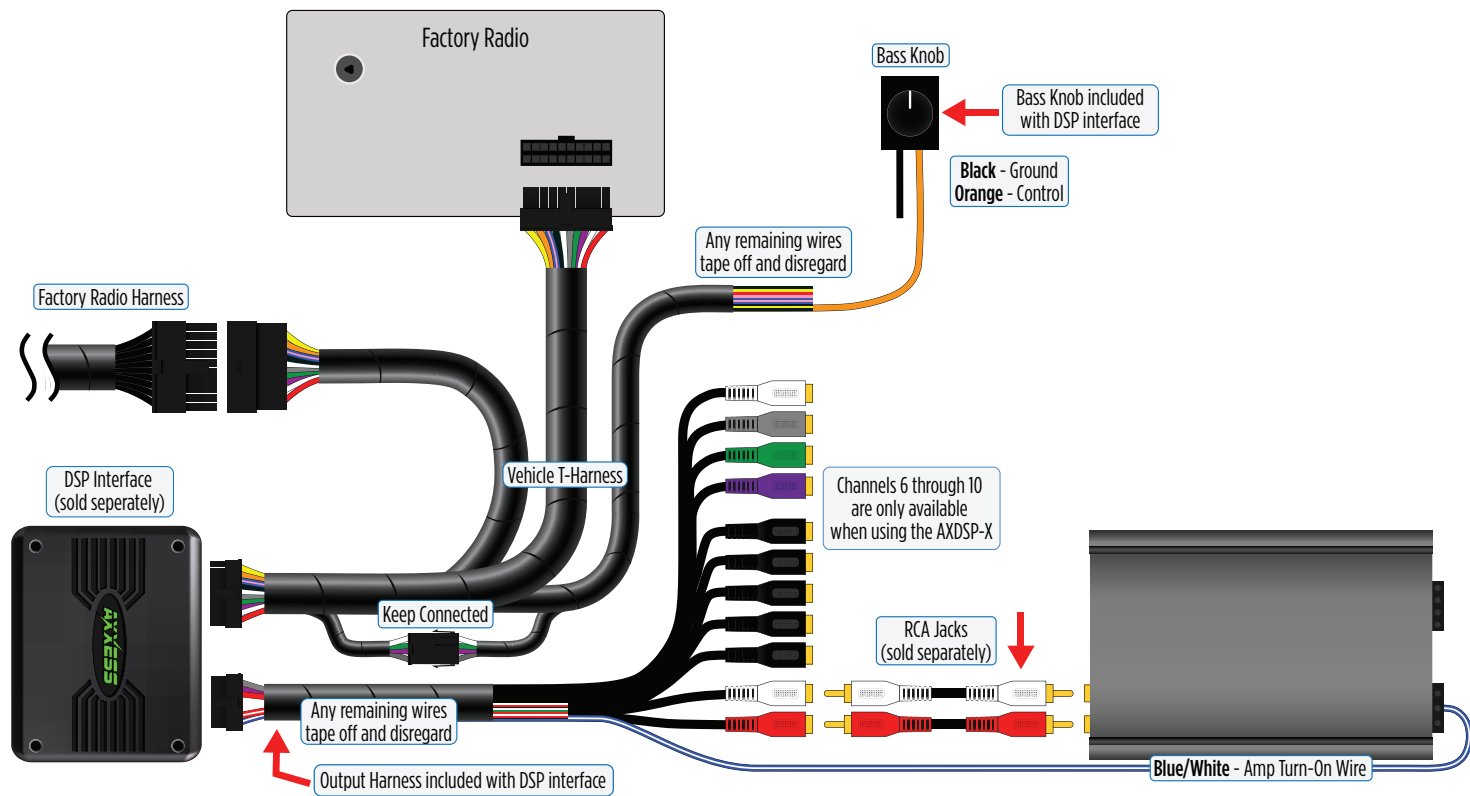 Factory Radio
Bass Knob
Bass Knob included
with DSP interface
Black - Ground
Orange - Control
Any remaining wires
tape off and disregard
Factory Radio Harness
Vehicle T-Harness
DSP Interface
(sold seperately)
Channels 6 through 10
are only available
when using the AXDSP-X
AXXESS
Keep Connected
RCA Jacks
(sold separately)
Any remaining wires
tape off and disregard
Output Harness included with DSP interface
Blue/White - Amp Turn-On Wire